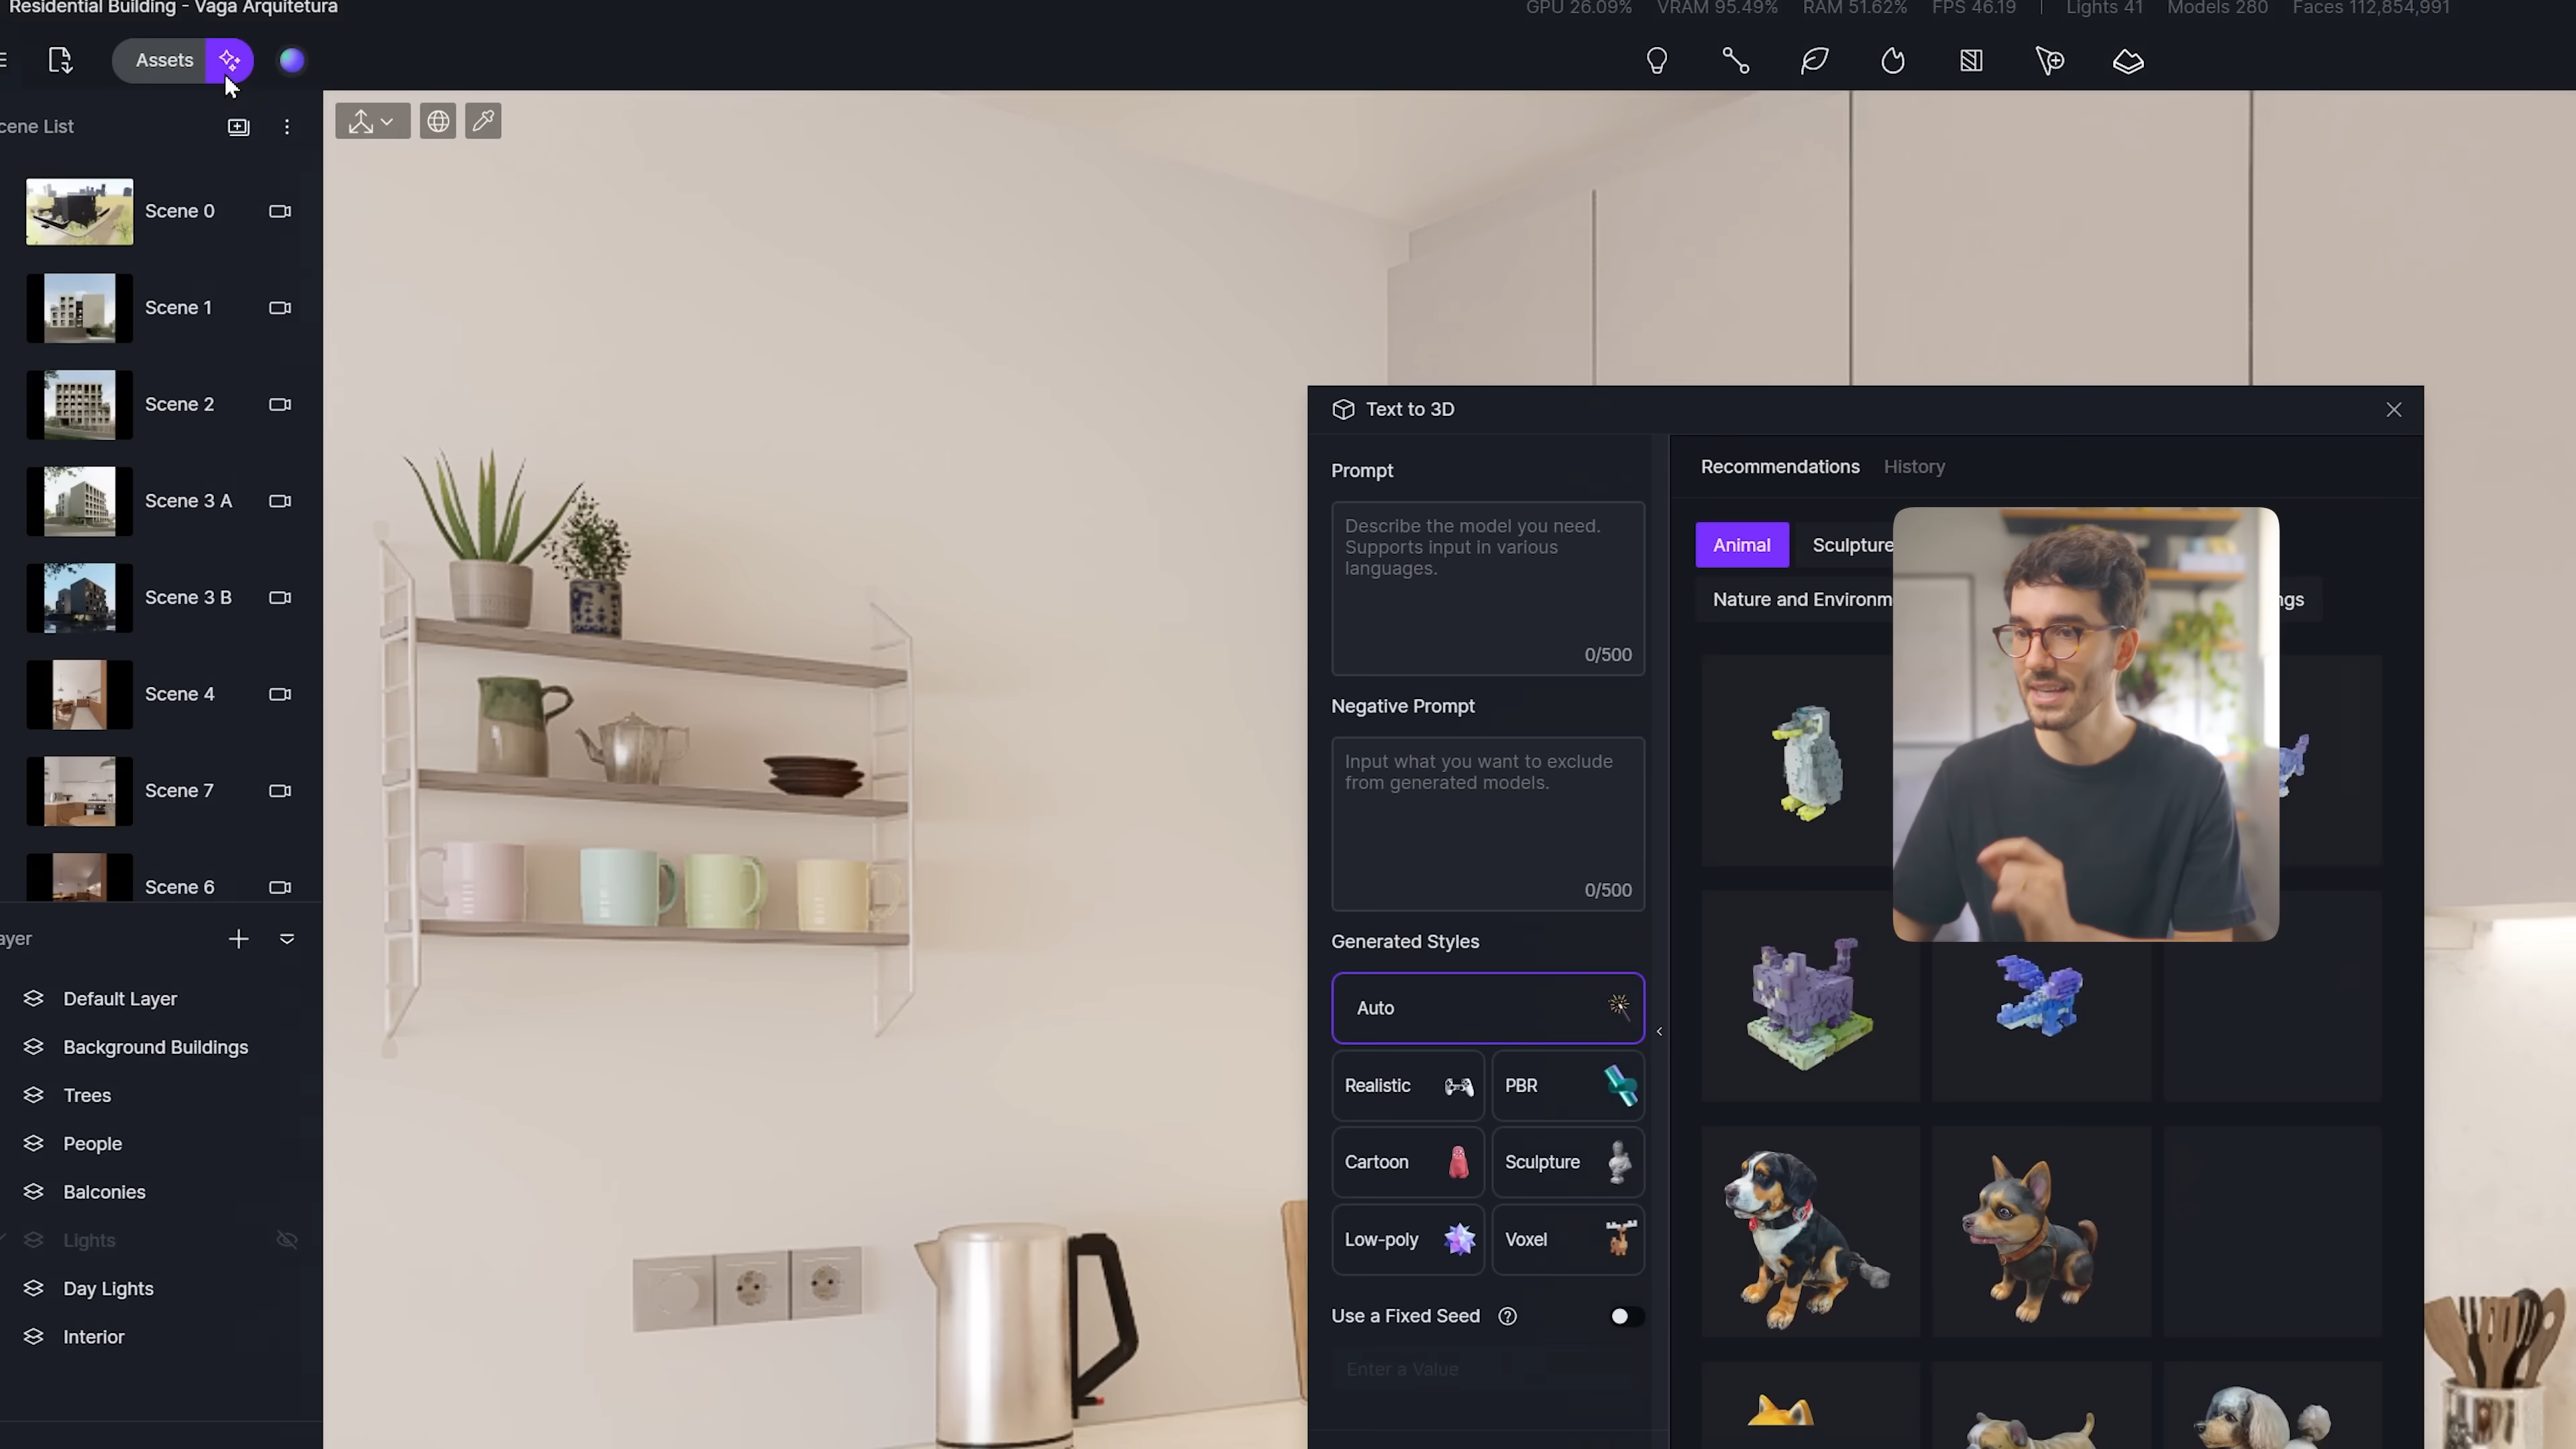 Residential Building - Vaga Arquitetura
GPU 26.09% VRAM 95.49% RAM 51.62% FPS 46.19 | Lights 41 Models 280 Faces 112,854,991
Assets
cene List
Scene 0
Scene 1
Scene 2
Scene 3 A
Scene 3 B
Scene 4
Scene 7
Scene 6
ayer
Default Layer
Background Buildings
Trees
People
Balconies
Lights
Day Lights
Interior
Text to 3D
Prompt
Describe the model you need.
Supports input in various
languages.
0/500
Negative Prompt
Input what you want to exclude
from generated models.
0/500
Generated Styles
Auto
Realistic PBR
Cartoon Sculpture
Low-poly Voxel
Use a Fixed Seed
Enter a Value
Recommendations History
Animal Sculpture
Nature and Environm ngs